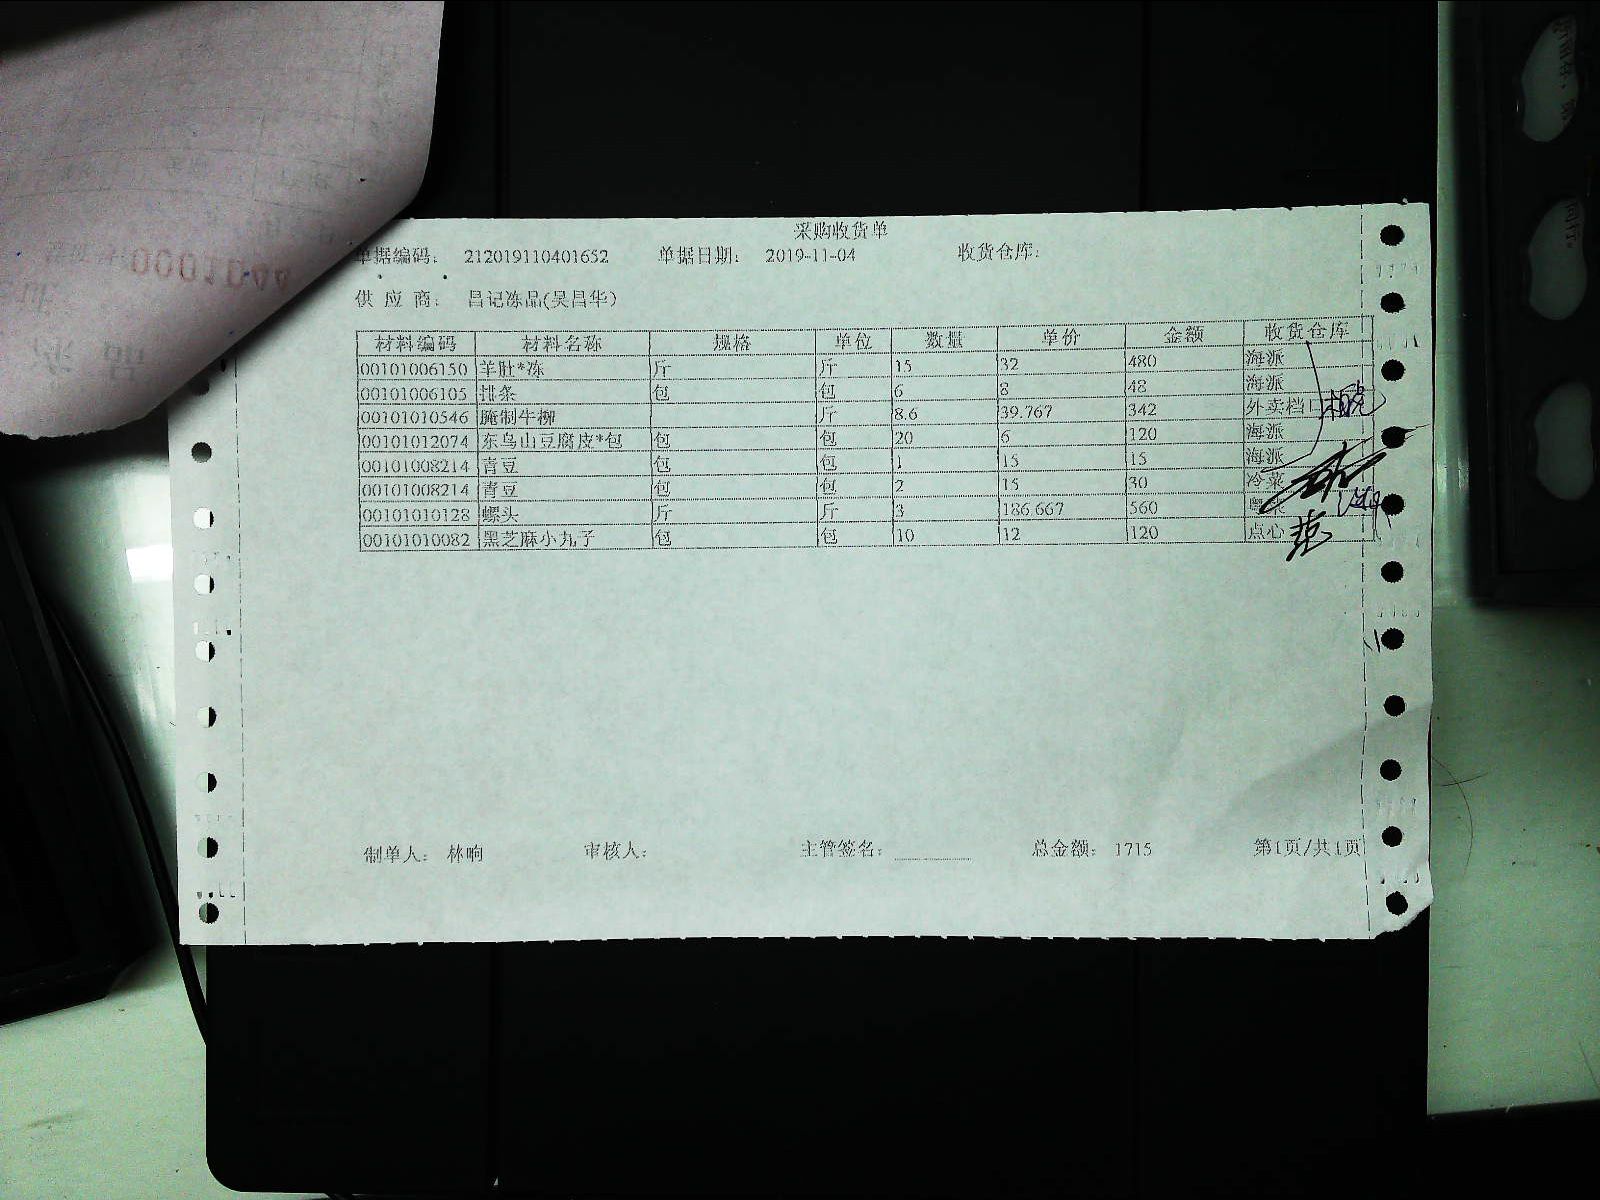 采购收货单
单据编码: 212019110401652 单据日期: 2019-11-04 收货仓库:
供 应 商: 昌记冻品(吴昌华)
材料编码 材料名称 规格 单位 数量 单价 金额 收货仓库
00101006150 羊肚*冻 斤 斤 15 32 480 海派
00101006105 排条 包 包 6 8 48 海派
00101010546 腌制牛柳 斤 8.6 39.767 342 外卖档口
00101012074 东乌山豆腐皮*包 包 包 20 6 120 海派
00101008214 青豆 包 包 1 15 15 海派
00101008214 青豆 包 包 2 15 30 冷菜
00101010128 螺头 斤 斤 3 186.667 560
00101010082 黑芝麻小丸子 包 包 10 12 120 点心
制单人: 林响 审核人: 主管签名: 总金额: 1715 第1页/共1页
0001044